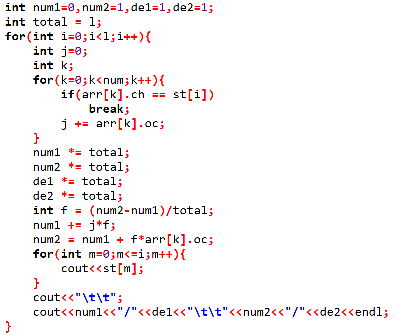 int num1=0,num2=1,de1=1,de2=1;
int total = l;
for(int i=0;i<l;i++){
    int j=0;
    int k;
    for(k=0;k<num;k++){
        if(arr[k].ch == st[i])
            break;
        j += arr[k].oc;
    }
    num1 *= total;
    num2 *= total;
    de1 *= total;
    de2 *= total;
    int f = (num2-num1)/total;
    num1 += j*f;
    num2 = num1 + f*arr[k].oc;
    for(int m=0;m<=i;m++){
        cout<<st[m];
    }
    cout<<"\t\t";
    cout<<num1<<"/"<<de1<<"\t\t"<<num2<<"/"<<de2<<endl;
}